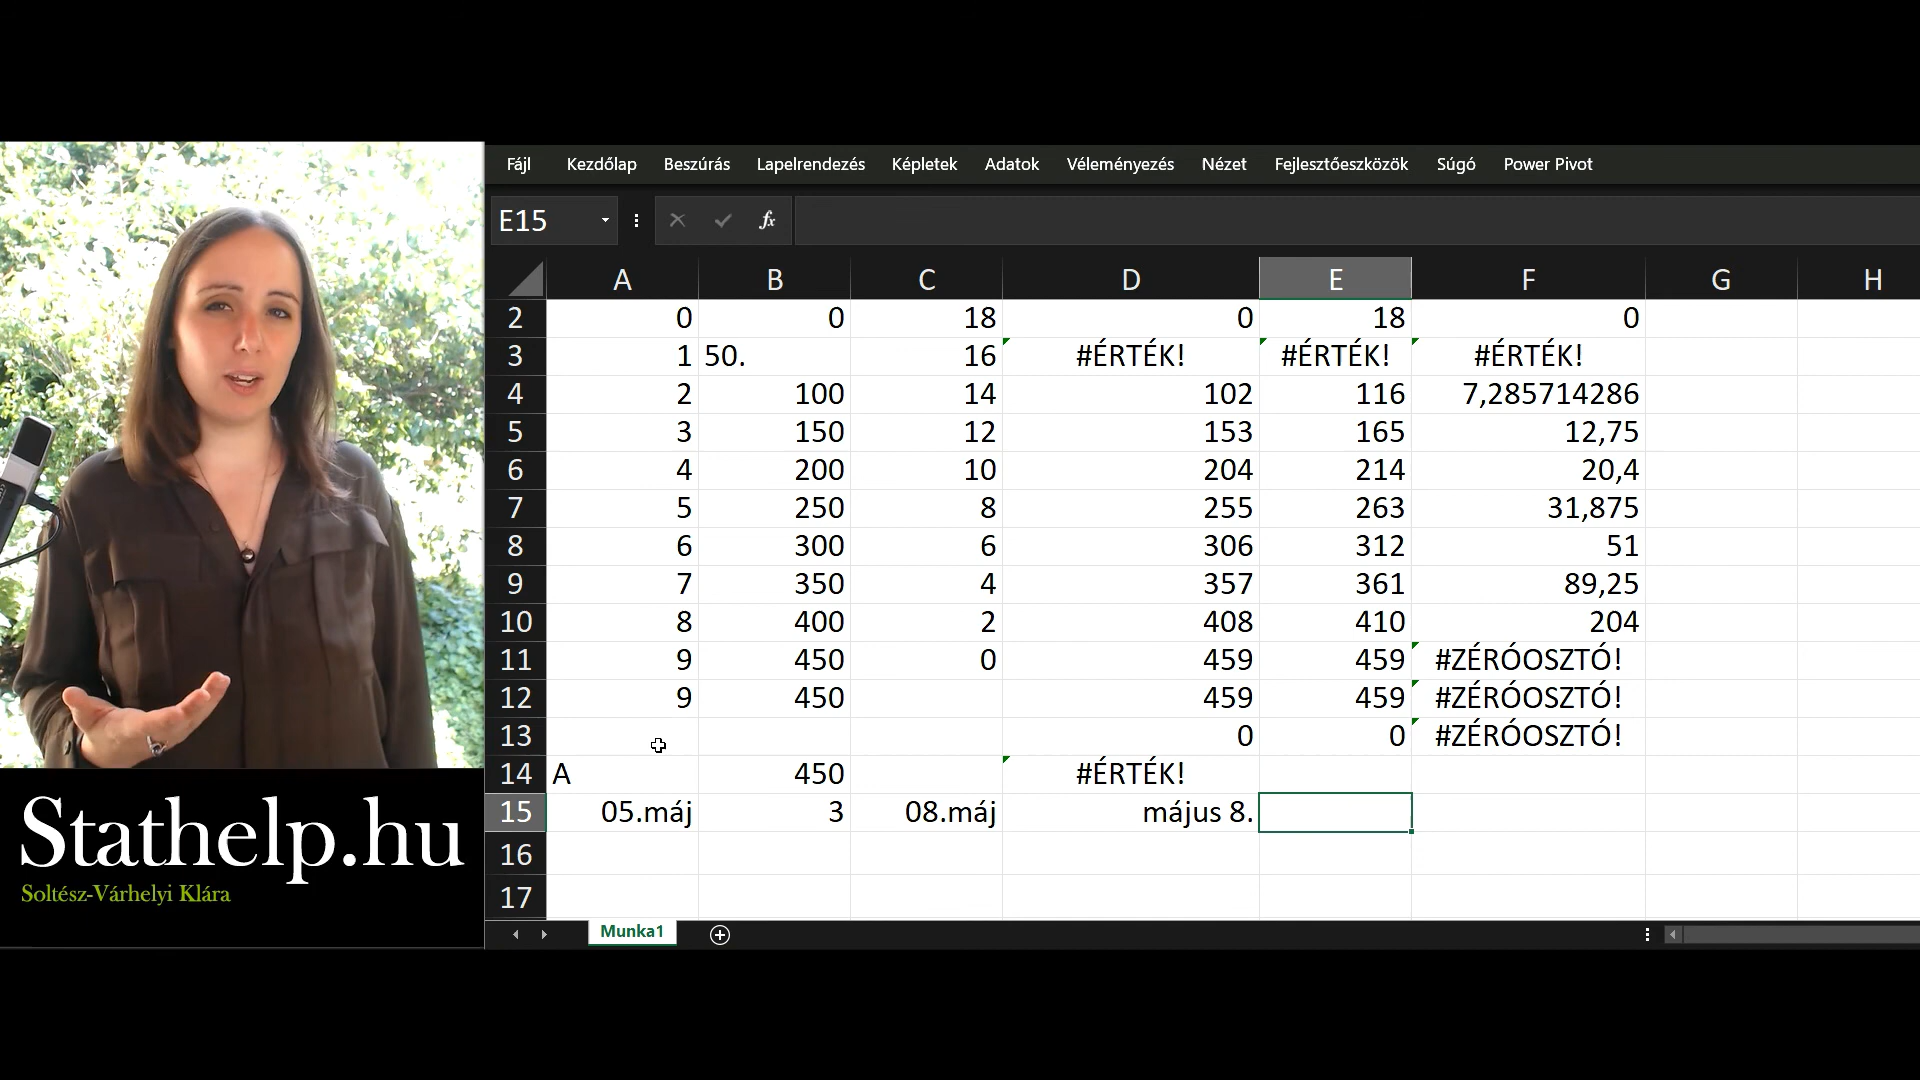 Fájl Kezdőlap Beszúrás Lapelrendezés Képletek Adatok Véleményezés Nézet Fejlesztőeszközök Súgó Power Pivot
E15 fx
A B C D E F G H
2 0 0 18 0 18 0
3 1 50. 16 #ÉRTÉK! #ÉRTÉK! #ÉRTÉK!
4 2 100 14 102 116 7,285714286
5 3 150 12 153 165 12,75
6 4 200 10 204 214 20,4
7 5 250 8 255 263 31,875
8 6 300 6 306 312 51
9 7 350 4 357 361 89,25
10 8 400 2 408 410 204
11 9 450 0 459 459 #ZÉRÓOSZTÓ!
12 9 450 459 459 #ZÉRÓOSZTÓ!
13 0 0 #ZÉRÓOSZTÓ!
14 A 450 #ÉRTÉK!
15 05.máj 3 08.máj május 8.
16
17
Munka1
Stathelp.hu
Soltész-Várhelyi Klára